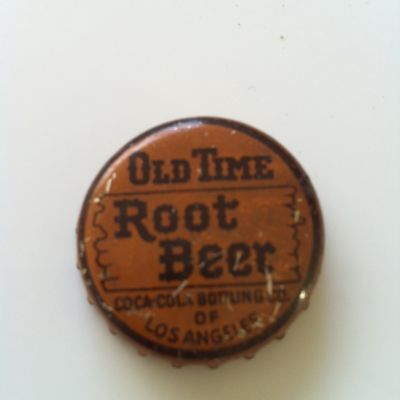 OLD TIME
Root
Beer
COCA-COLA BOTTLING CO.
OF
LOS ANGELES